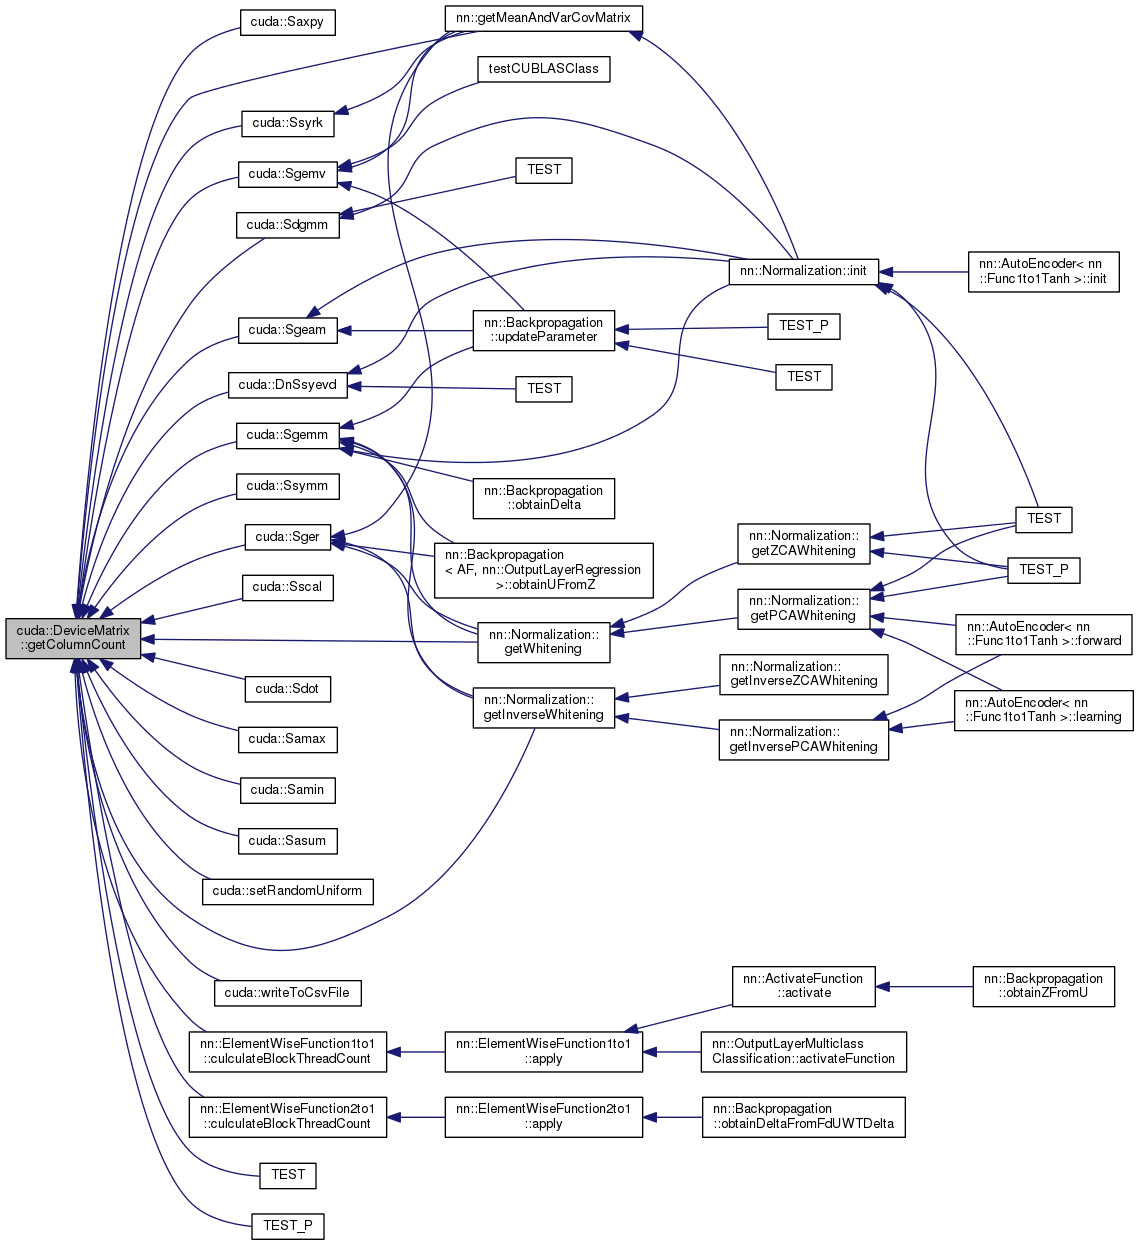 cuda::DeviceMatrix
::getColumnCount
cuda::Saxpy
cuda::Ssyrk
cuda::Sgemv
cuda::Sdgmm
cuda::Sgeam
cuda::DnSsyevd
cuda::Sgemm
cuda::Ssymm
cuda::Sger
cuda::Sscal
cuda::Sdot
cuda::Samax
cuda::Samin
cuda::Sasum
cuda::setRandomUniform
cuda::writeToCsvFile
nn::ElementWiseFunction1to1
::culculateBlockThreadCount
nn::ElementWiseFunction2to1
::culculateBlockThreadCount
TEST
TEST_P
nn::getMeanAndVarCovMatrix
testCUBLASClass
TEST
nn::Backpropagation
::updateParameter
TEST
nn::Backpropagation
::obtainDelta
nn::Backpropagation
< AF, nn::OutputLayerRegression
>::obtainUFromZ
nn::Normalization::
getWhitening
nn::Normalization::
getInverseWhitening
nn::ElementWiseFunction1to1
::apply
nn::ElementWiseFunction2to1
::apply
nn::Normalization::init
TEST_P
TEST
nn::Normalization::
getZCAWhitening
nn::Normalization::
getPCAWhitening
nn::Normalization::
getInverseZCAWhitening
nn::Normalization::
getInversePCAWhitening
nn::ActivateFunction
::activate
nn::OutputLayerMulticlass
Classification::activateFunction
nn::Backpropagation
::obtainDeltaFromFdUWTDelta
nn::AutoEncoder< nn
::Func1to1Tanh >::init
TEST
TEST_P
nn::AutoEncoder< nn
::Func1to1Tanh >::forward
nn::AutoEncoder< nn
::Func1to1Tanh >::learning
nn::Backpropagation
::obtainZFromU